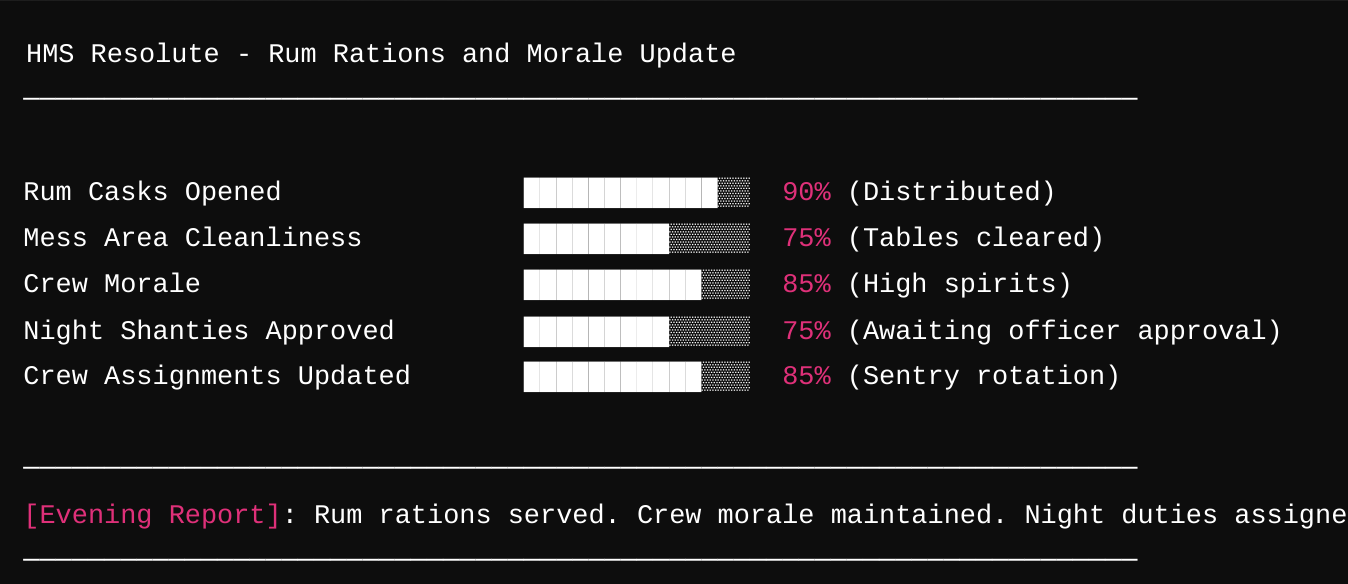 HMS Resolute - Rum Rations and Morale Update
Rum Casks Opened 90% (Distributed)
Mess Area Cleanliness 75% (Tables cleared)
Crew Morale 85% (High spirits)
Night Shanties Approved 75% (Awaiting officer approval)
Crew Assignments Updated 85% (Sentry rotation)
[Evening Report]: Rum rations served. Crew morale maintained. Night duties assigne